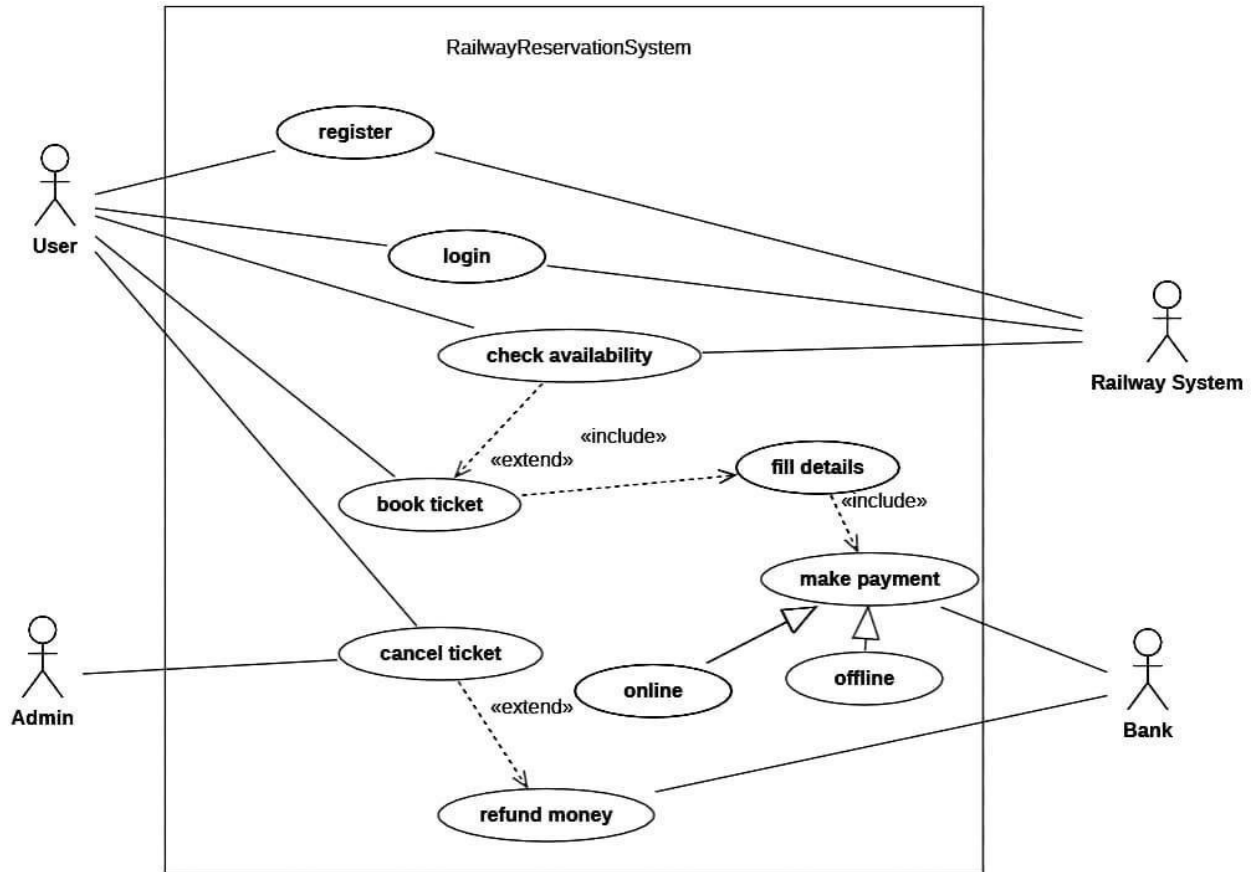 RailwayReservationSystem
register
User
login
check availability
Railway System
«include»
«extend»
fill details
book ticket
«include»
make payment
cancel ticket
online
offline
Admin
«extend»
Bank
refund money